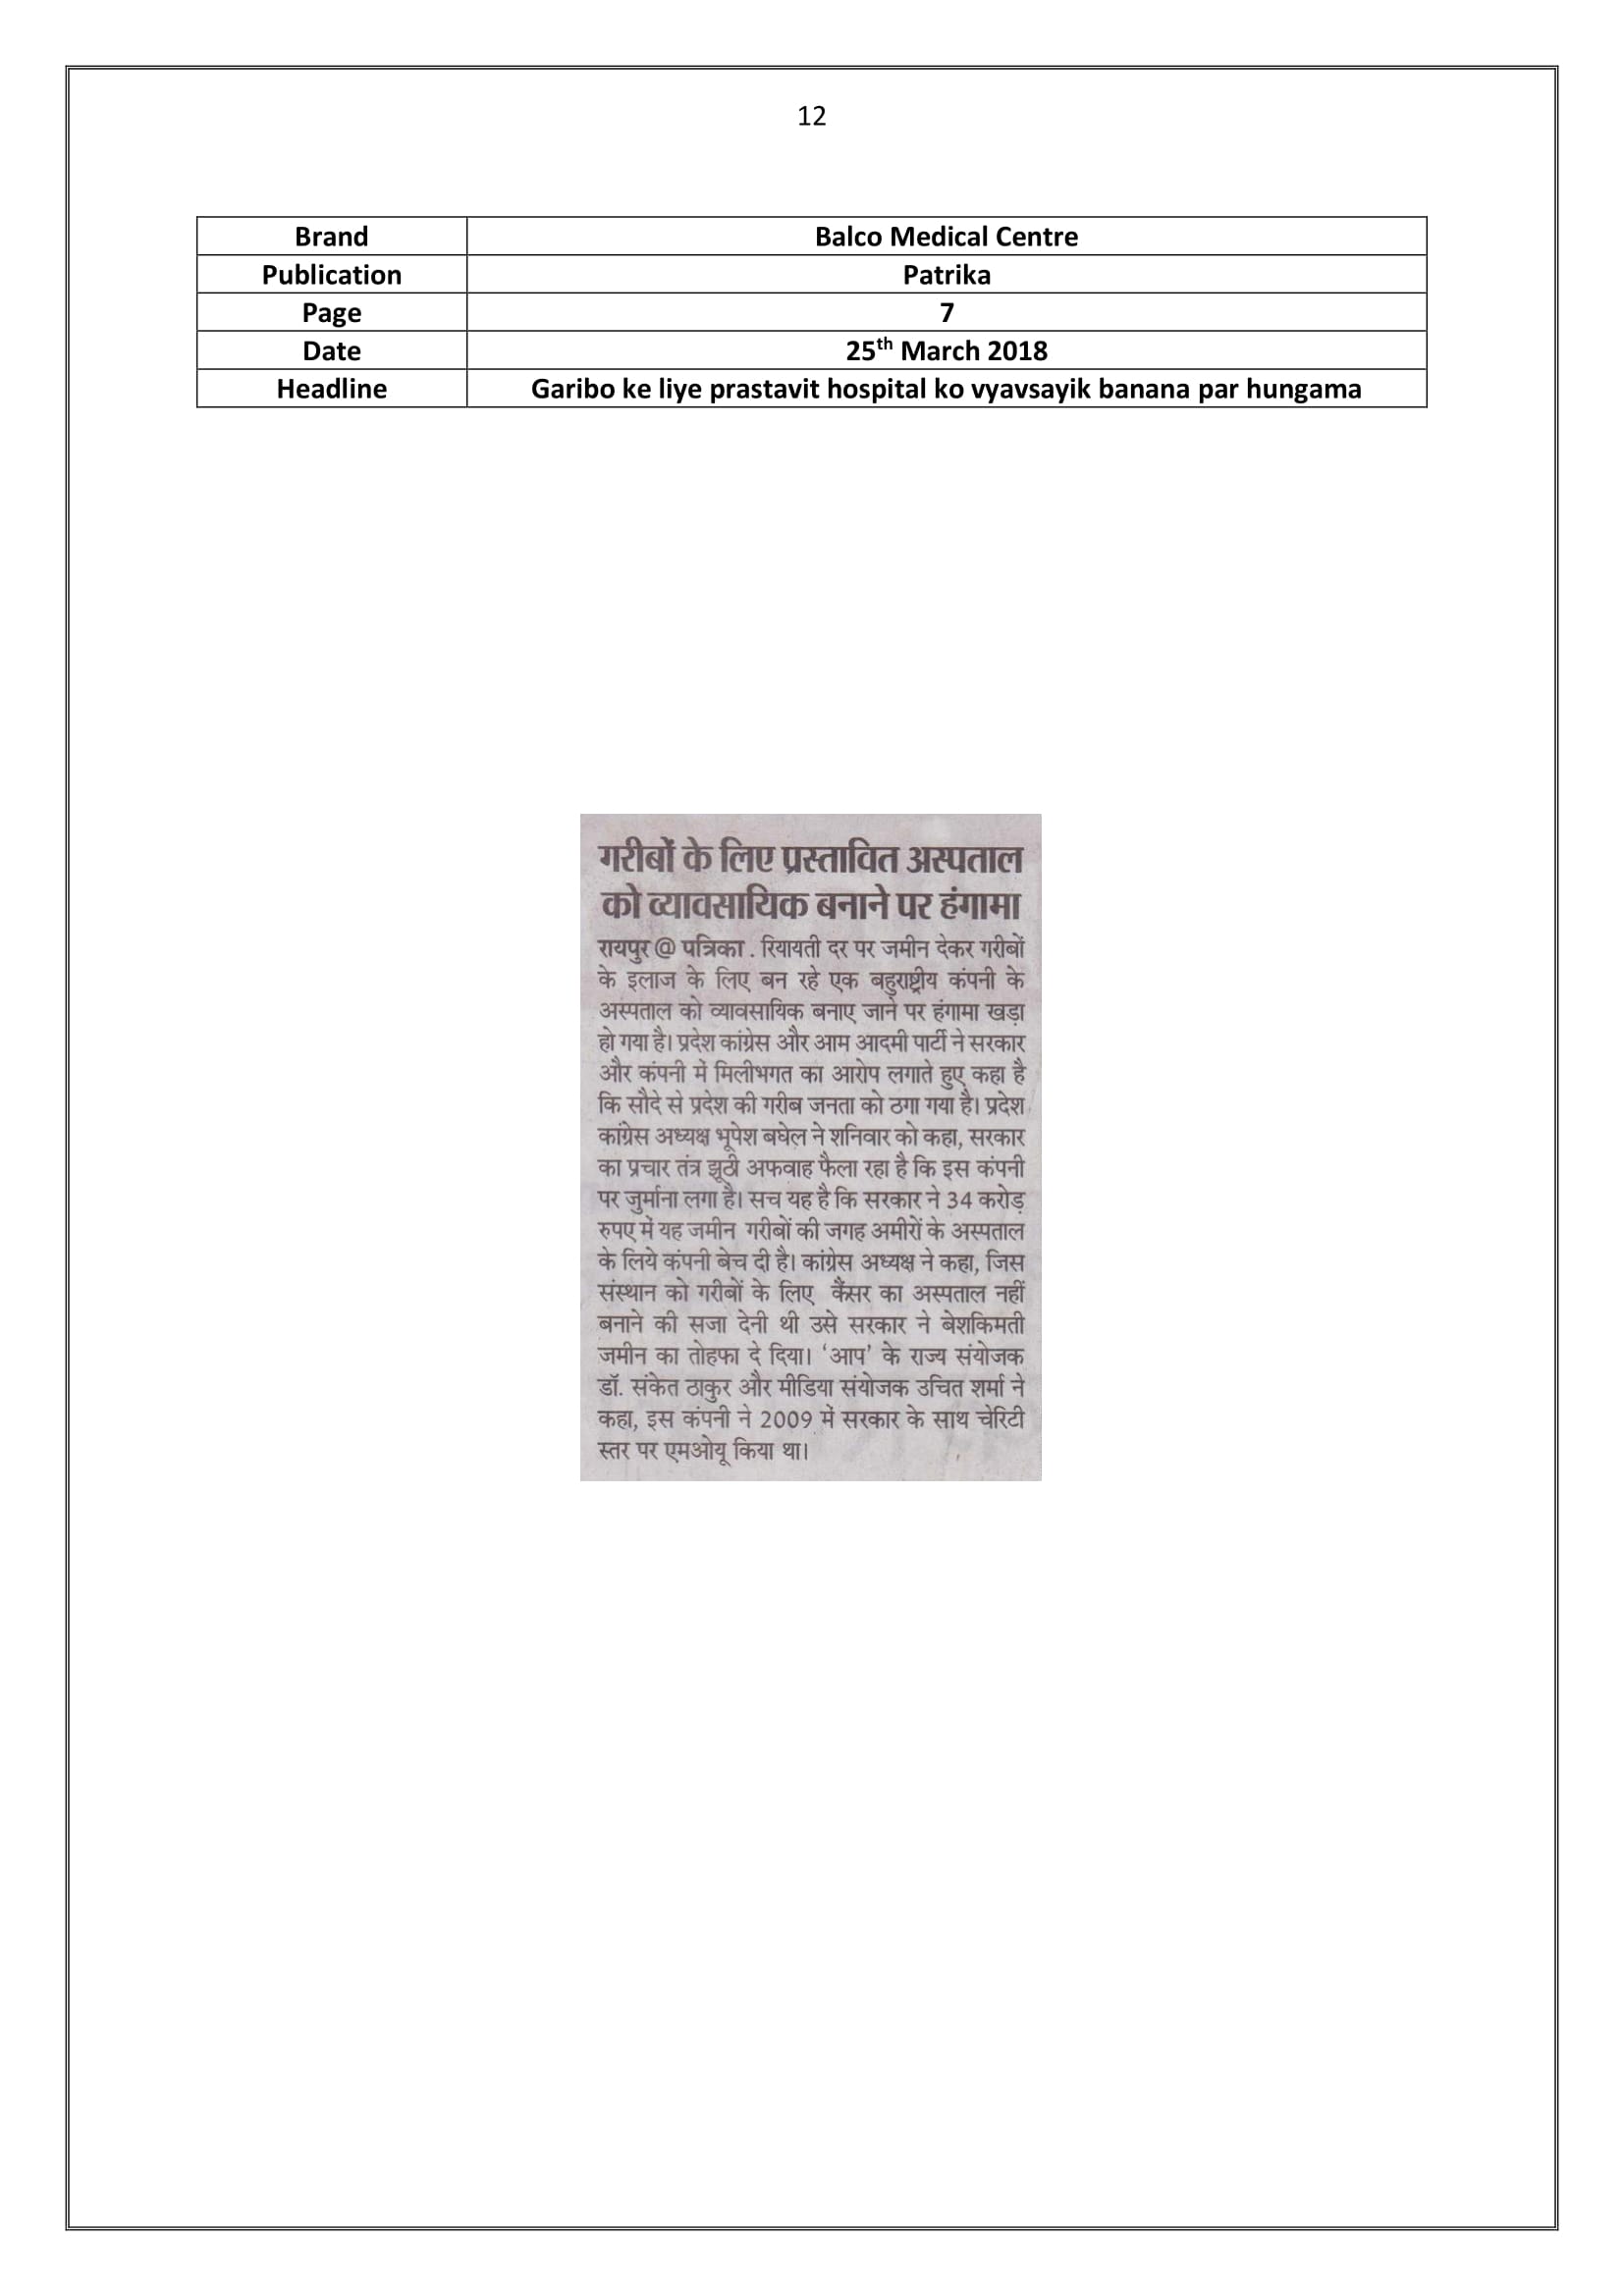 12
Brand Balco Medical Centre
Publication Patrika
Page 7
Date 25th March 2018
Headline Garibo ke liye prastavit hospital ko vyavsayik banana par hungama
गरीबों के लिए प्रस्तावित अस्पताल
को व्यावसायिक बनाने पर हंगामा
रायपुर @ पत्रिका . रियायती दर पर जमीन देकर गरीबों
के इलाज के लिए बन रहे एक बहुराष्ट्रीय कंपनी के
अस्पताल को व्यावसायिक बनाए जाने पर हंगामा खड़ा
हो गया है। प्रदेश कांग्रेस और आम आदमी पार्टी ने सरकार
और कंपनी में मिलीभगत का आरोप लगाते हुए कहा है
कि सौदे से प्रदेश की गरीब जनता को ठगा गया है। प्रदेश
कांग्रेस अध्यक्ष भूपेश बघेल ने शनिवार को कहा, सरकार
का प्रचार तंत्र झूठी अफवाह फैला रहा है कि इस कंपनी
पर जुर्माना लगा है। सच यह है कि सरकार ने 34 करोड़
रुपए में यह जमीन गरीबों की जगह अमीरों के अस्पताल
के लिये कंपनी बेच दी है। कांग्रेस अध्यक्ष ने कहा, जिस
संस्थान को गरीबों के लिए कैंसर का अस्पताल नहीं
बनाने की सजा देनी थी उसे सरकार ने बेशकिमती
जमीन का तोहफा दे दिया। ‘आप’ के राज्य संयोजक
डॉ. संकेत ठाकुर और मीडिया संयोजक उचित शर्मा ने
कहा, इस कंपनी ने 2009 में सरकार के साथ चेरिटी
स्तर पर एमओयू किया था।